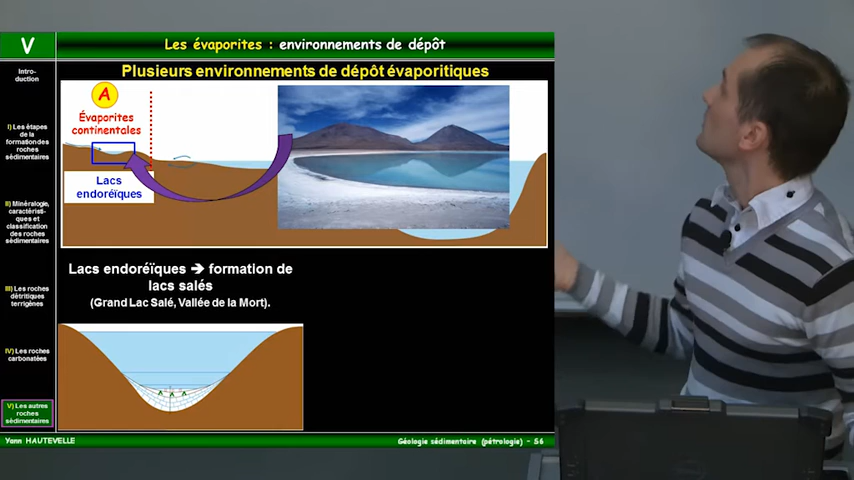 V
Les évaporites : environnements de dépôt
Intro-
duction
I) Les étapes
de la
formation des
roches
sédimentaires
II) Minéralogie,
caractérist-
iques et
classification
des roches
sédimentaires
III) Les roches
détritiques
terrigènes
IV) Les roches
carbonatées
V) Les autres
roches
sédimentaires
Plusieurs environnements de dépôt évaporitiques
A
Évaporites
continentales
Lacs
endoréïques
Lacs endoréïques ➔ formation de
lacs salés
(Grand Lac Salé, Vallée de la Mort).
Yann HAUTEVELLE
Géologie sédimentaire (pétrologie) - 56